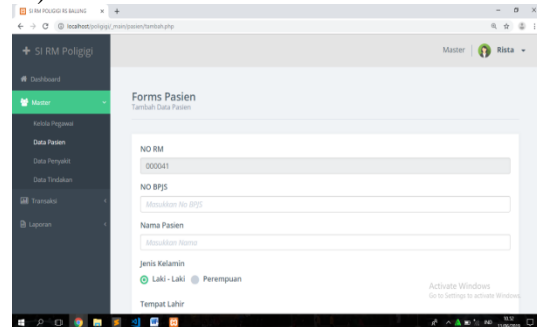 SI RM POLIGIGI RS BALUNG
localhost/poligigi/_main/pasien/tambah.php
SI RM Poligigi
Master
Rista
Dashboard
Master
Kelola Pegawai
Data Pasien
Data Penyakit
Data Tindakan
Transaksi
Laporan
Forms Pasien
Tambah Data Pasien
NO RM
000041
NO BPJS
Masukkan No BPJS
Nama Pasien
Masukkan Nama
Jenis Kelamin
Laki - Laki Perempuan
Tempat Lahir
Activate Windows
Go to Settings to activate Windows.